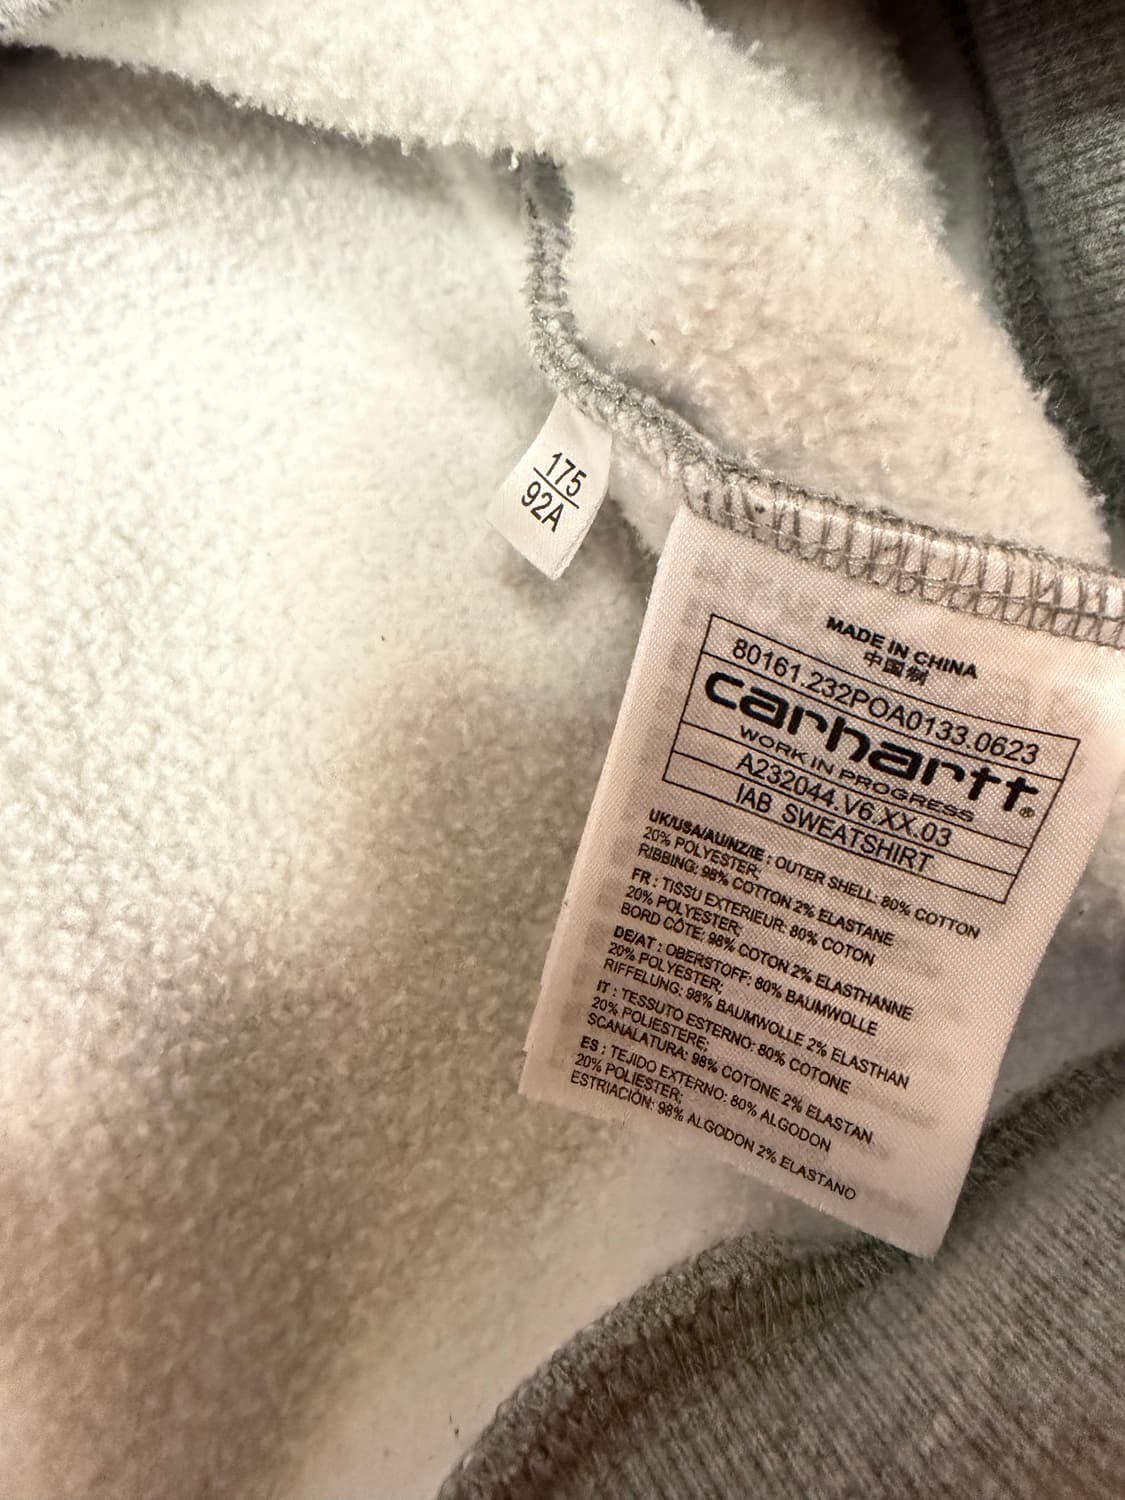 175
92A
MADE IN CHINA
中国制
80161.232POA0133.0623
carhartt®
WORK IN PROGRESS
A232044.V6.XX.03
IAB SWEATSHIRT
UK/USA/AU/NZ/IE : OUTER SHELL: 80% COTTON
20% POLYESTER;
RIBBING: 98% COTTON 2% ELASTANE
FR : TISSU EXTERIEUR: 80% COTON
20% POLYESTER;
BORD CÔTE: 98% COTON 2% ELASTHANNE
DE/AT : OBERSTOFF: 80% BAUMWOLLE
20% POLYESTER;
RIFFELUNG: 98% BAUMWOLLE 2% ELASTHAN
IT : TESSUTO ESTERNO: 80% COTONE
20% POLIESTERE;
SCANALATURA: 98% COTONE 2% ELASTAN
ES : TEJIDO EXTERNO: 80% ALGODON
20% POLIESTER;
ESTRIACIÓN: 98% ALGODON 2% ELASTANO